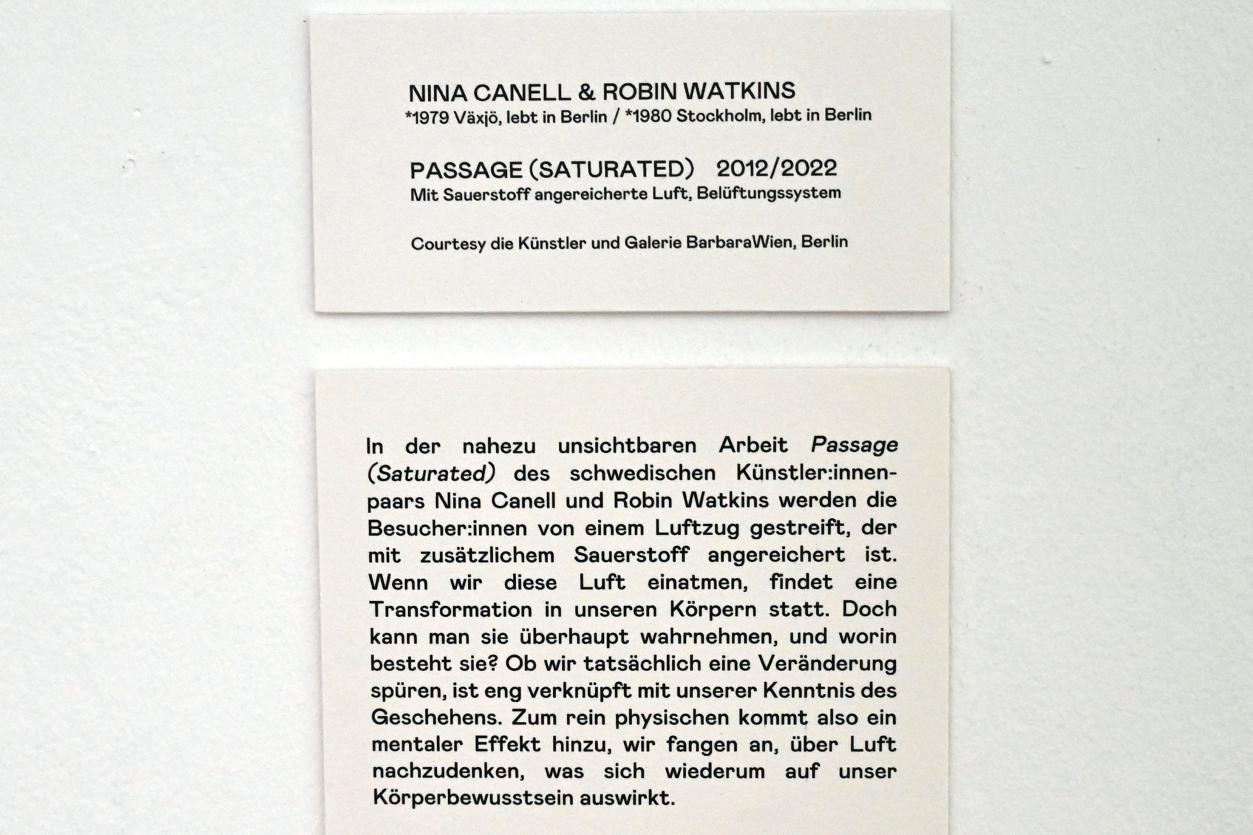 NINA CANELL & ROBIN WATKINS
*1979 Växjö, lebt in Berlin / *1980 Stockholm, lebt in Berlin
PASSAGE (SATURATED) 2012/2022
Mit Sauerstoff angereicherte Luft, Belüftungssystem
Courtesy die Künstler und Galerie BarbaraWien, Berlin
In der nahezu unsichtbaren Arbeit Passage
(Saturated) des schwedischen Künstler:innen-
paars Nina Canell und Robin Watkins werden die
Besucher:innen von einem Luftzug gestreift, der
mit zusätzlichem Sauerstoff angereichert ist.
Wenn wir diese Luft einatmen, findet eine
Transformation in unseren Körpern statt. Doch
kann man sie überhaupt wahrnehmen, und worin
besteht sie? Ob wir tatsächlich eine Veränderung
spüren, ist eng verknüpft mit unserer Kenntnis des
Geschehens. Zum rein physischen kommt also ein
mentaler Effekt hinzu, wir fangen an, über Luft
nachzudenken, was sich wiederum auf unser
Körperbewusstsein auswirkt.